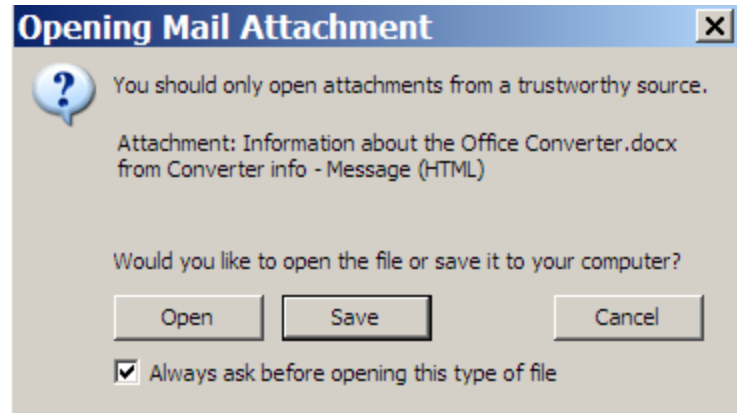 Opening Mail Attachment
You should only open attachments from a trustworthy source.
Attachment: Information about the Office Converter.docx
from Converter info - Message (HTML)
Would you like to open the file or save it to your computer?
Open Save Cancel
Always ask before opening this type of file